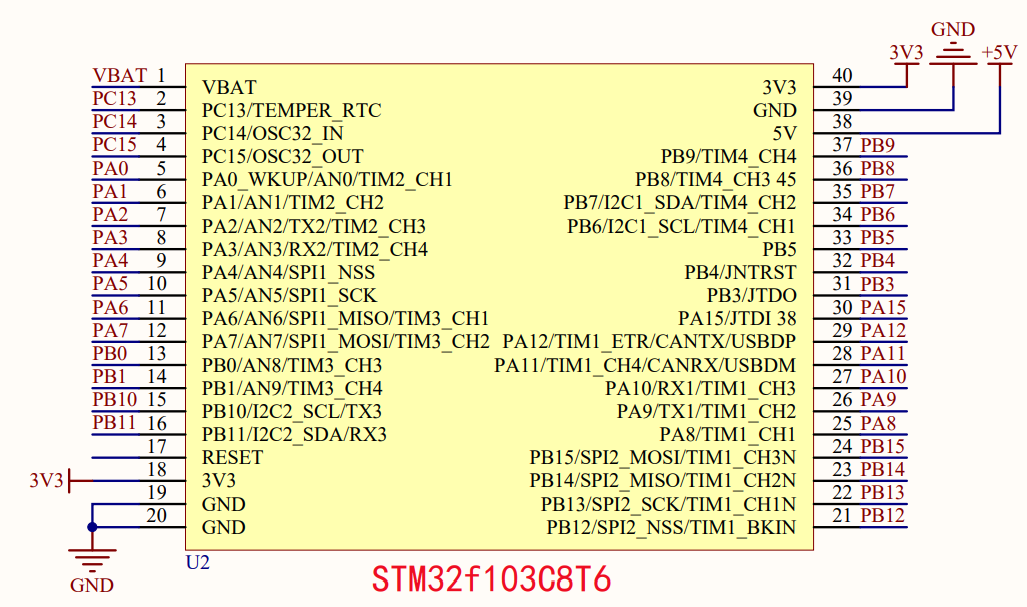 GND
3V3 +5V
VBAT 1 VBAT 3V3 40
PC13 2 PC13/TEMPER_RTC GND 39
PC14 3 PC14/OSC32_IN 5V 38
PC15 4 PC15/OSC32_OUT PB9/TIM4_CH4 37 PB9
PA0 5 PA0_WKUP/AN0/TIM2_CH1 PB8/TIM4_CH3 45 36 PB8
PA1 6 PA1/AN1/TIM2_CH2 PB7/I2C1_SDA/TIM4_CH2 35 PB7
PA2 7 PA2/AN2/TX2/TIM2_CH3 PB6/I2C1_SCL/TIM4_CH1 34 PB6
PA3 8 PA3/AN3/RX2/TIM2_CH4 PB5 33 PB5
PA4 9 PA4/AN4/SPI1_NSS PB4/JNTRST 32 PB4
PA5 10 PA5/AN5/SPI1_SCK PB3/JTDO 31 PB3
PA6 11 PA6/AN6/SPI1_MISO/TIM3_CH1 PA15/JTDI 38 30 PA15
PA7 12 PA7/AN7/SPI1_MOSI/TIM3_CH2 PA12/TIM1_ETR/CANTX/USBDP 29 PA12
PB0 13 PB0/AN8/TIM3_CH3 PA11/TIM1_CH4/CANRX/USBDM 28 PA11
PB1 14 PB1/AN9/TIM3_CH4 PA10/RX1/TIM1_CH3 27 PA10
PB10 15 PB10/I2C2_SCL/TX3 PA9/TX1/TIM1_CH2 26 PA9
PB11 16 PB11/I2C2_SDA/RX3 PA8/TIM1_CH1 25 PA8
17 RESET PB15/SPI2_MOSI/TIM1_CH3N 24 PB15
3V3 18 3V3 PB14/SPI2_MISO/TIM1_CH2N 23 PB14
19 GND PB13/SPI2_SCK/TIM1_CH1N 22 PB13
20 GND PB12/SPI2_NSS/TIM1_BKIN 21 PB12
U2
GND
STM32f103C8T6